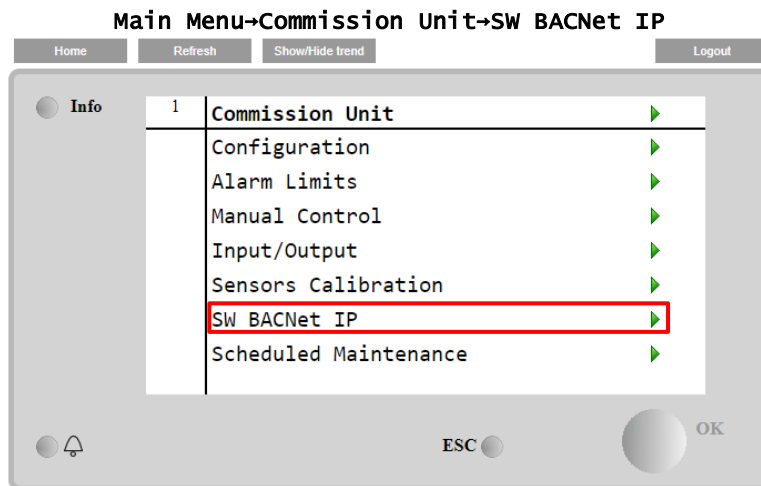 Main Menu→Commission Unit→SW BACNet IP
Home Refresh Show/Hide trend Logout
Info 1 Commission Unit
Configuration
Alarm Limits
Manual Control
Input/Output
Sensors Calibration
SW BACNet IP
Scheduled Maintenance
OK
ESC